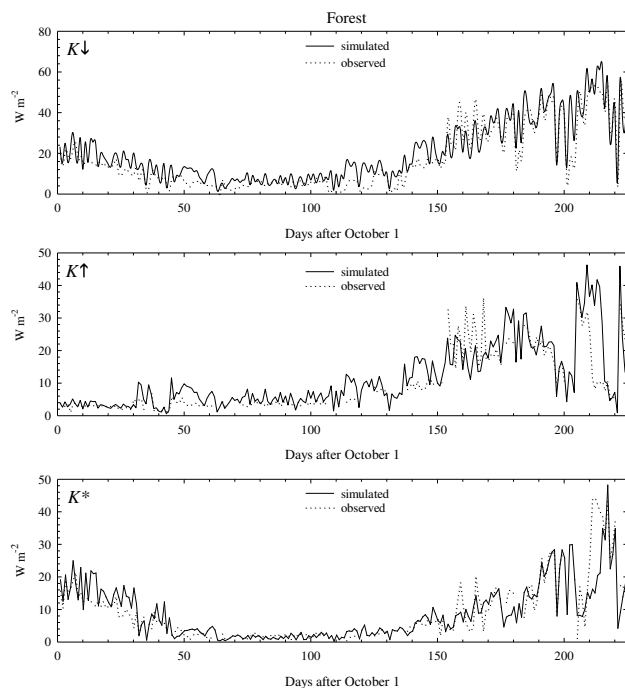 Forest
80
K↓
simulated
observed
60
W m-2
40
20
0
0 50 100 150 200
Days after October 1
50
K↑
simulated
observed
40
30
W m-2
20
10
0
0 50 100 150 200
Days after October 1
50
K*
simulated
observed
40
30
W m-2
20
10
0
0 50 100 150 200
Days after October 1